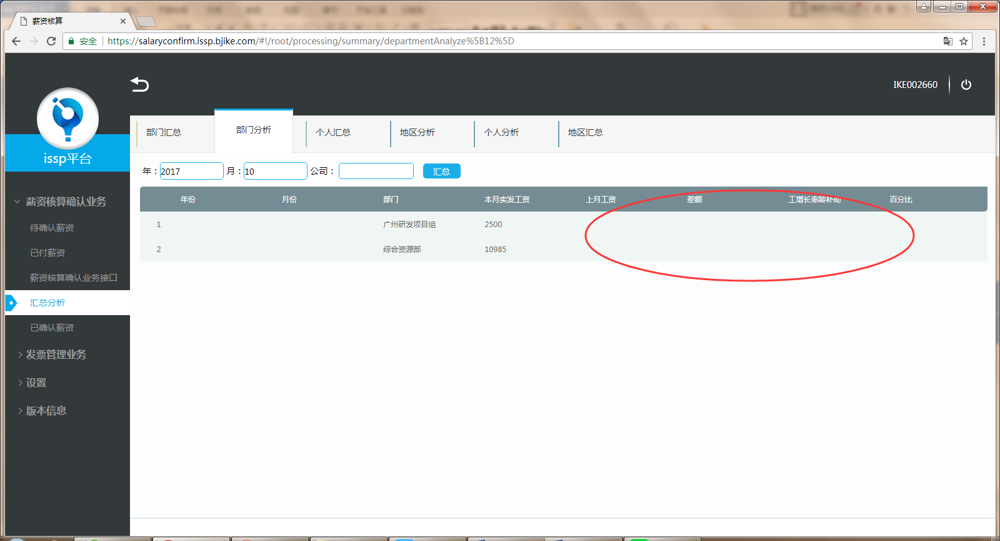 薪资核算
安全
https://salaryconfirm.issp.bjike.com/#!/root/processing/summary/departmentAnalyze%5B12%5D
IKE002660
issp平台
部门汇总
部门分析
个人汇总
地区分析
个人分析
地区汇总
年：2017 月：10 公司： 汇总
年份 月份 部门 本月实发工资 上月工资 差额 工增长率龄补助 百分比
1 广州研发项目组 2500
2 综合资源部 10985
薪资核算确认业务
待确认薪资
已付薪资
薪资核算确认业务接口
汇总分析
已确认薪资
发票管理业务
设置
版本信息